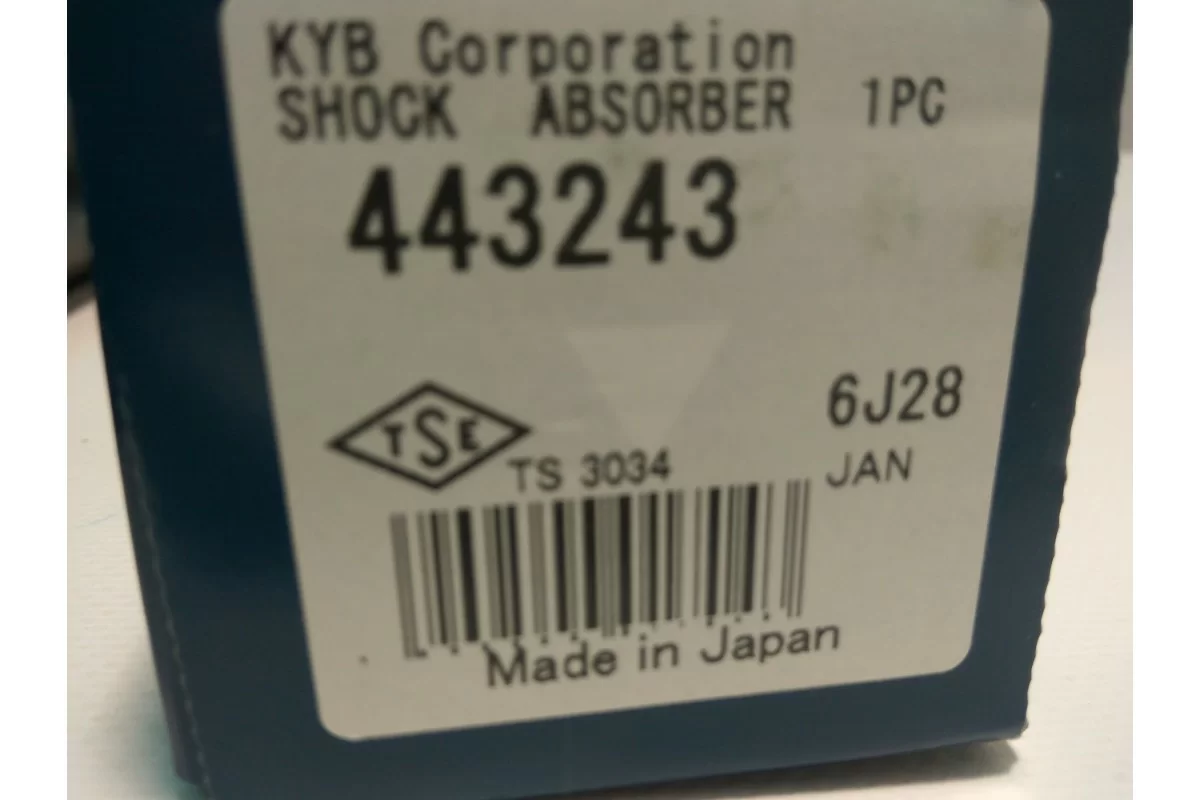 KYB Corporation
SHOCK ABSORBER 1PC
443243
6J28
TSE
TS 3034
JAN
Made in Japan